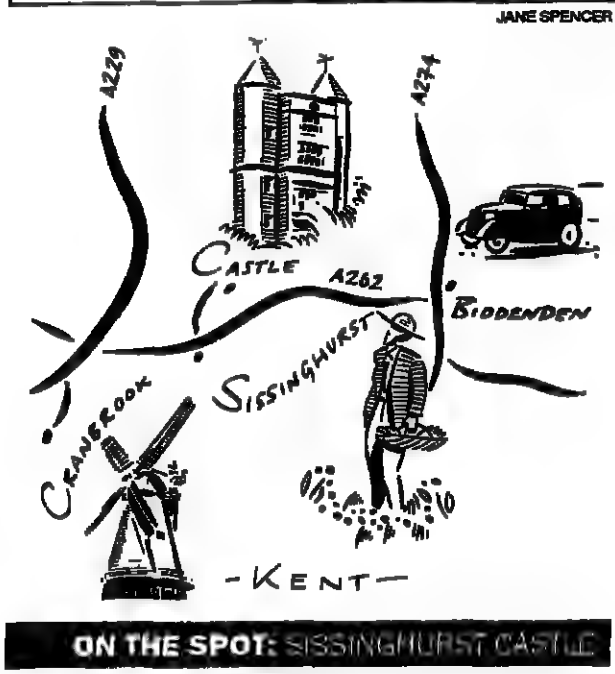 JANE SPENCER
A229
A274
CASTLE
A262
BIDDENDEN
SISSINGHURST
CRANBROOK
-KENT-
ON THE SPOT: SISSINGHURST CASTLE